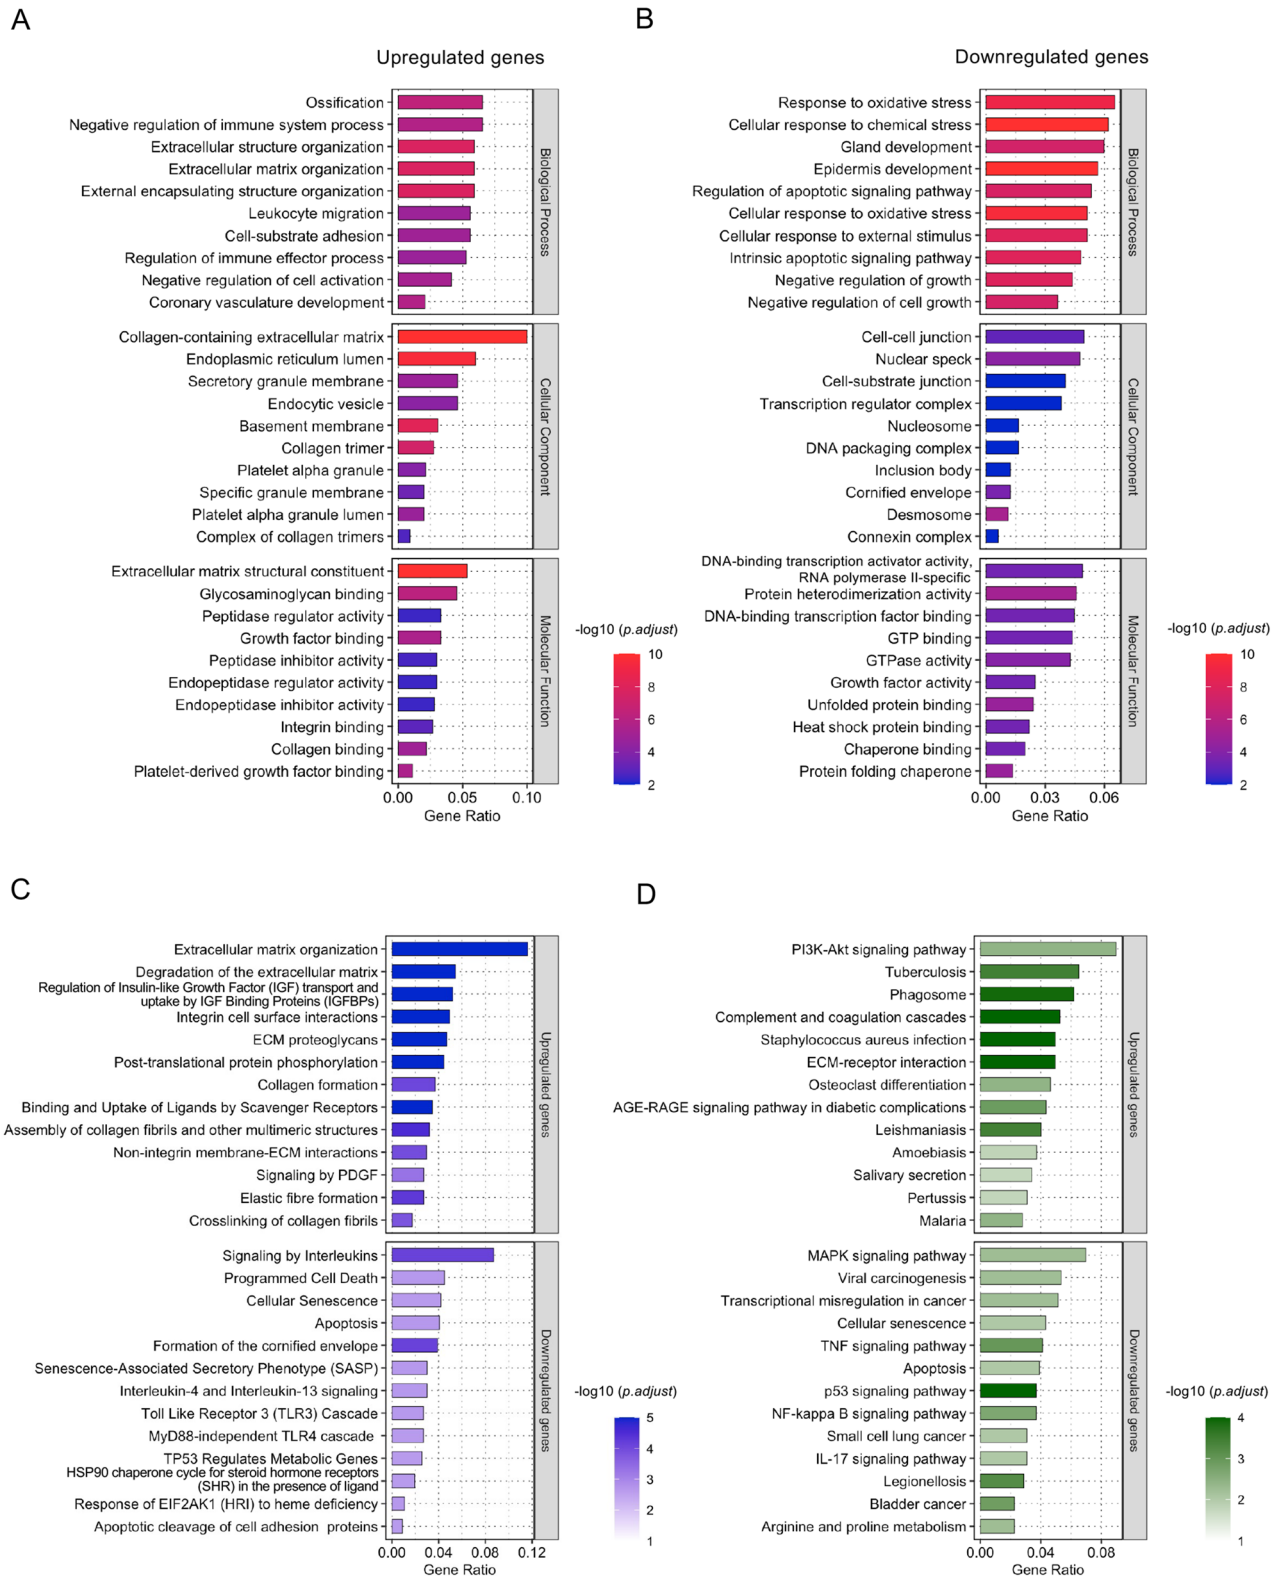 A
Upregulated genes
Ossification
Negative regulation of immune system process
Extracellular structure organization
Extracellular matrix organization
External encapsulating structure organization
Leukocyte migration
Cell-substrate adhesion
Regulation of immune effector process
Negative regulation of cell activation
Coronary vasculature development
Biological Process
Collagen-containing extracellular matrix
Endoplasmic reticulum lumen
Secretory granule membrane
Endocytic vesicle
Basement membrane
Collagen trimer
Platelet alpha granule
Specific granule membrane
Platelet alpha granule lumen
Complex of collagen trimers
Cellular Component
Extracellular matrix structural constituent
Glycosaminoglycan binding
Peptidase regulator activity
Growth factor binding
Peptidase inhibitor activity
Endopeptidase regulator activity
Endopeptidase inhibitor activity
Integrin binding
Collagen binding
Platelet-derived growth factor binding
Molecular Function
0.00 0.05 0.10
Gene Ratio
-log10 (p.adjust)
10
8
6
4
2
B
Downregulated genes
Response to oxidative stress
Cellular response to chemical stress
Gland development
Epidermis development
Regulation of apoptotic signaling pathway
Cellular response to oxidative stress
Cellular response to external stimulus
Intrinsic apoptotic signaling pathway
Negative regulation of growth
Negative regulation of cell growth
Biological Process
Cell-cell junction
Nuclear speck
Cell-substrate junction
Transcription regulator complex
Nucleosome
DNA packaging complex
Inclusion body
Cornified envelope
Desmosome
Connexin complex
Cellular Component
DNA-binding transcription activator activity,
RNA polymerase II-specific
Protein heterodimerization activity
DNA-binding transcription factor binding
GTP binding
GTPase activity
Growth factor activity
Unfolded protein binding
Heat shock protein binding
Chaperone binding
Protein folding chaperone
Molecular Function
0.00 0.03 0.06
Gene Ratio
-log10 (p.adjust)
10
8
6
4
2
C
Extracellular matrix organization
Degradation of the extracellular matrix
Regulation of Insulin-like Growth Factor (IGF) transport and
uptake by IGF Binding Proteins (IGFBPs)
Integrin cell surface interactions
ECM proteoglycans
Post-translational protein phosphorylation
Collagen formation
Binding and Uptake of Ligands by Scavenger Receptors
Assembly of collagen fibrils and other multimeric structures
Non-integrin membrane-ECM interactions
Signaling by PDGF
Elastic fibre formation
Crosslinking of collagen fibrils
Upregulated genes
Signaling by Interleukins
Programmed Cell Death
Cellular Senescence
Apoptosis
Formation of the cornified envelope
Senescence-Associated Secretory Phenotype (SASP)
Interleukin-4 and Interleukin-13 signaling
Toll Like Receptor 3 (TLR3) Cascade
MyD88-independent TLR4 cascade
TP53 Regulates Metabolic Genes
HSP90 chaperone cycle for steroid hormone receptors
(SHR) in the presence of ligand
Response of EIF2AK1 (HRI) to heme deficiency
Apoptotic cleavage of cell adhesion proteins
Downregulated genes
0.00 0.04 0.08 0.12
Gene Ratio
-log10 (p.adjust)
5
4
3
2
1
D
PI3K-Akt signaling pathway
Tuberculosis
Phagosome
Complement and coagulation cascades
Staphylococcus aureus infection
ECM-receptor interaction
Osteoclast differentiation
AGE-RAGE signaling pathway in diabetic complications
Leishmaniasis
Amoebiasis
Salivary secretion
Pertussis
Malaria
Upregulated genes
MAPK signaling pathway
Viral carcinogenesis
Transcriptional misregulation in cancer
Cellular senescence
TNF signaling pathway
Apoptosis
p53 signaling pathway
NF-kappa B signaling pathway
Small cell lung cancer
IL-17 signaling pathway
Legionellosis
Bladder cancer
Arginine and proline metabolism
Downregulated genes
0.00 0.04 0.08
Gene Ratio
-log10 (p.adjust)
4
3
2
1